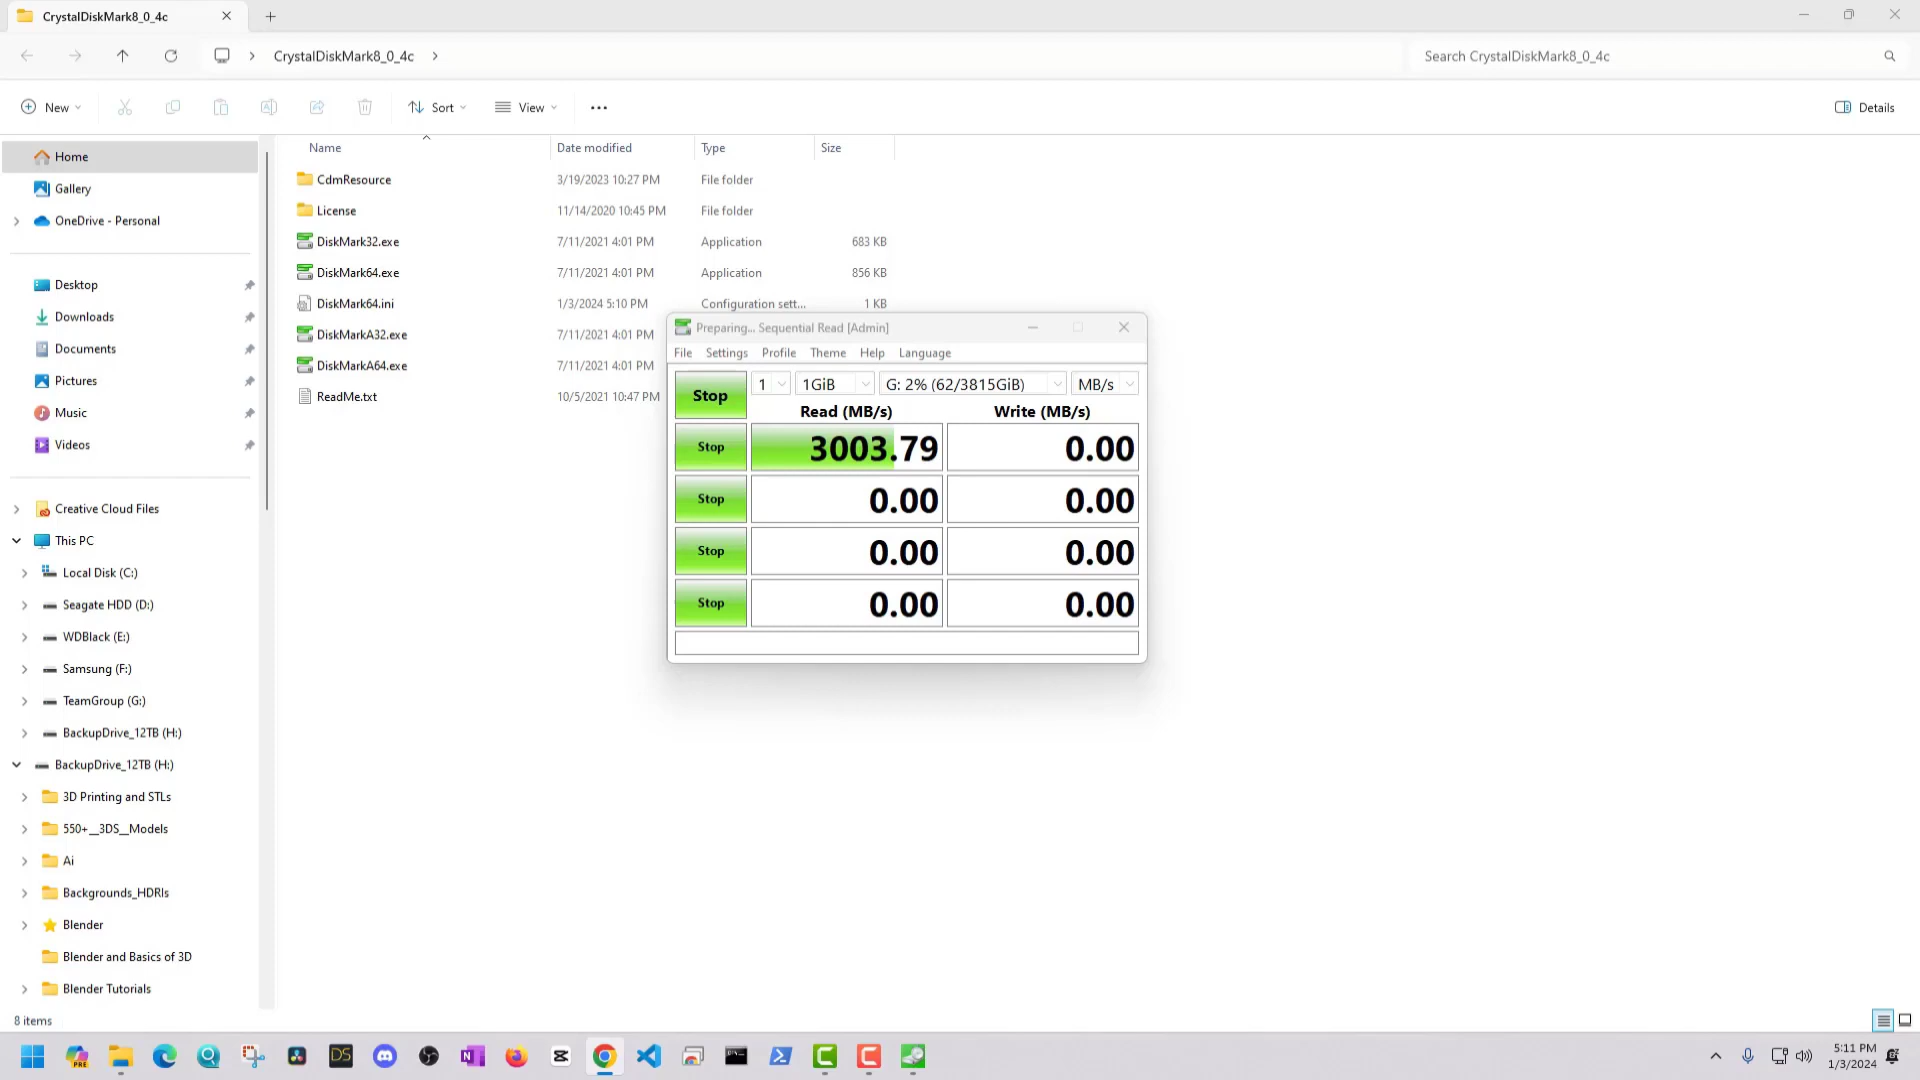 CrystalDiskMark8_0_4c
CrystalDiskMark8_0_4c
Search CrystalDiskMark8_0_4c
New
Sort
View
Details
Name Date modified Type Size
CdmResource 3/19/2023 10:27 PM File folder
License 11/14/2020 10:45 PM File folder
DiskMark32.exe 7/11/2021 4:01 PM Application 683 KB
DiskMark64.exe 7/11/2021 4:01 PM Application 856 KB
DiskMark64.ini 1/3/2024 5:10 PM Configuration sett... 1 KB
DiskMarkA32.exe 7/11/2021 4:01 PM
DiskMarkA64.exe 7/11/2021 4:01 PM
ReadMe.txt 10/5/2021 10:47 PM
Home
Gallery
OneDrive - Personal
Desktop
Downloads
Documents
Pictures
Music
Videos
Creative Cloud Files
This PC
Local Disk (C:)
Seagate HDD (D:)
WDBlack (E:)
Samsung (F:)
TeamGroup (G:)
BackupDrive_12TB (H:)
BackupDrive_12TB (H:)
3D Printing and STLs
550+__3DS__Models
Ai
Backgrounds_HDRIs
Blender
Blender and Basics of 3D
Blender Tutorials
8 items
Preparing... Sequential Read [Admin]
File Settings Profile Theme Help Language
Stop 1 1GiB G: 2% (62/3815GiB) MB/s
Read (MB/s) Write (MB/s)
Stop 3003.79 0.00
Stop 0.00 0.00
Stop 0.00 0.00
Stop 0.00 0.00
PRE
DS
N
5:11 PM
1/3/2024